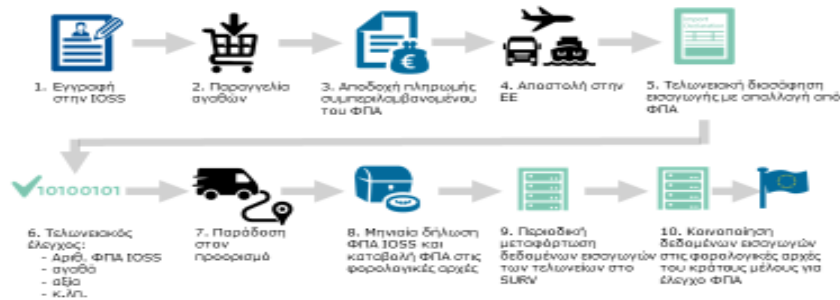 1. Εγγραφή
στην IOSS
2. Παραγγελία
αγαθών
3. Αποδοχή πληρωμής
συμπεριλαμβανομένου
του ΦΠΑ
4. Αποστολή στην
ΕΕ
5. Τελωνειακή διασάφηση
εισαγωγής με απαλλαγή από
ΦΠΑ
10100101
6. Τελωνειακός
έλεγχος:
- Αριθ. ΦΠΑ IOSS
- αγαθά
- αξία
- κ.λπ.
7. Παράδοση
στον
προορισμό
8. Μηνιαία δήλωση
ΦΠΑ IOSS και
καταβολή ΦΠΑ στις
φορολογικές αρχές
9. Περιοδική
μεταφόρτωση
δεδομένων εισαγωγών
των τελωνείων στο
SURV
10. Κοινοποίηση
δεδομένων εισαγωγών
στις φορολογικές αρχές
του κράτους μέλους για
έλεγχο ΦΠΑ